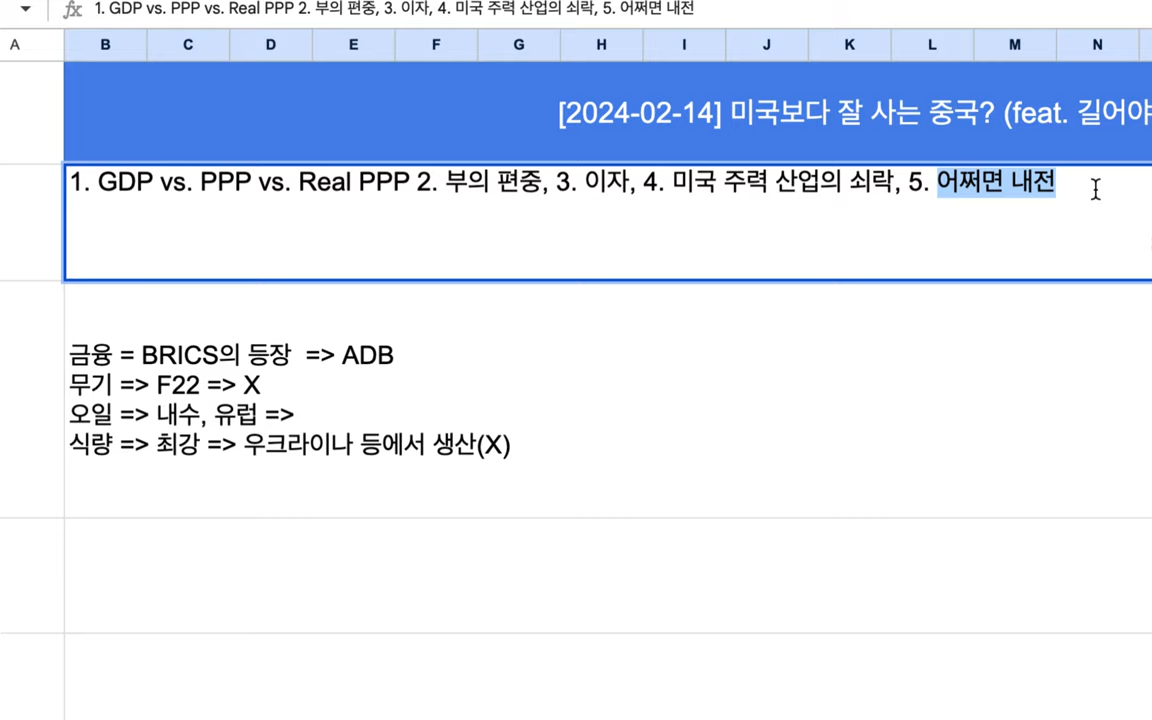 fx 1. GDP vs. PPP vs. Real PPP 2. 부의 편중, 3. 이자, 4. 미국 주력 산업의 쇠락, 5. 어쩌면 내전
A B C D E F G H I J K L M N
[2024-02-14] 미국보다 잘 사는 중국? (feat. 길어야
1. GDP vs. PPP vs. Real PPP 2. 부의 편중, 3. 이자, 4. 미국 주력 산업의 쇠락, 5. 어쩌면 내전
금융 = BRICS의 등장 => ADB
무기 => F22 => X
오일 => 내수, 유럽 =>
식량 => 최강 => 우크라이나 등에서 생산(X)